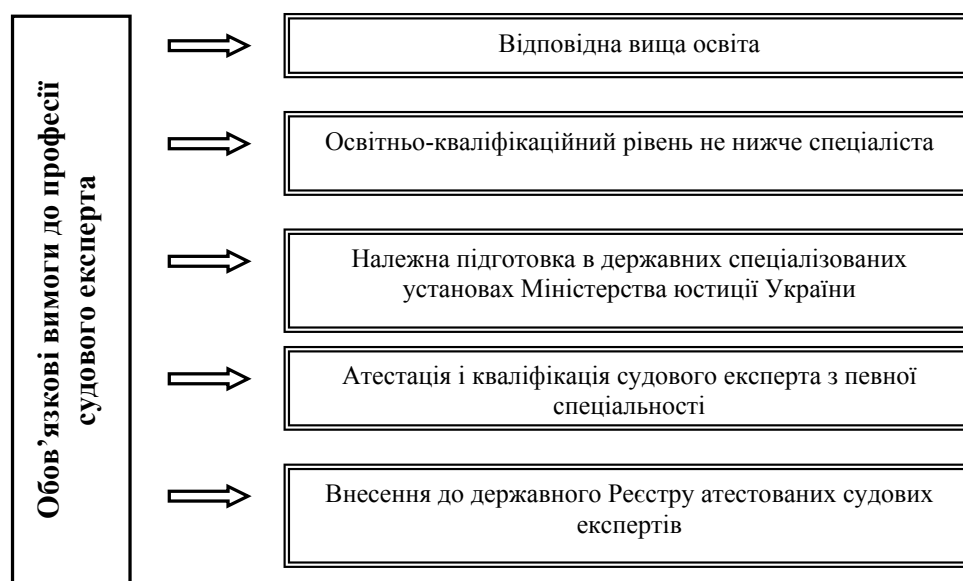 Обов’язкові вимоги до професії
судового експерта
Відповідна вища освіта
Освітньо-кваліфікаційний рівень не нижче спеціаліста
Належна підготовка в державних спеціалізованих
установах Міністерства юстиції України
Атестація і кваліфікація судового експерта з певної
спеціальності
Внесення до державного Реєстру атестованих судових
експертів